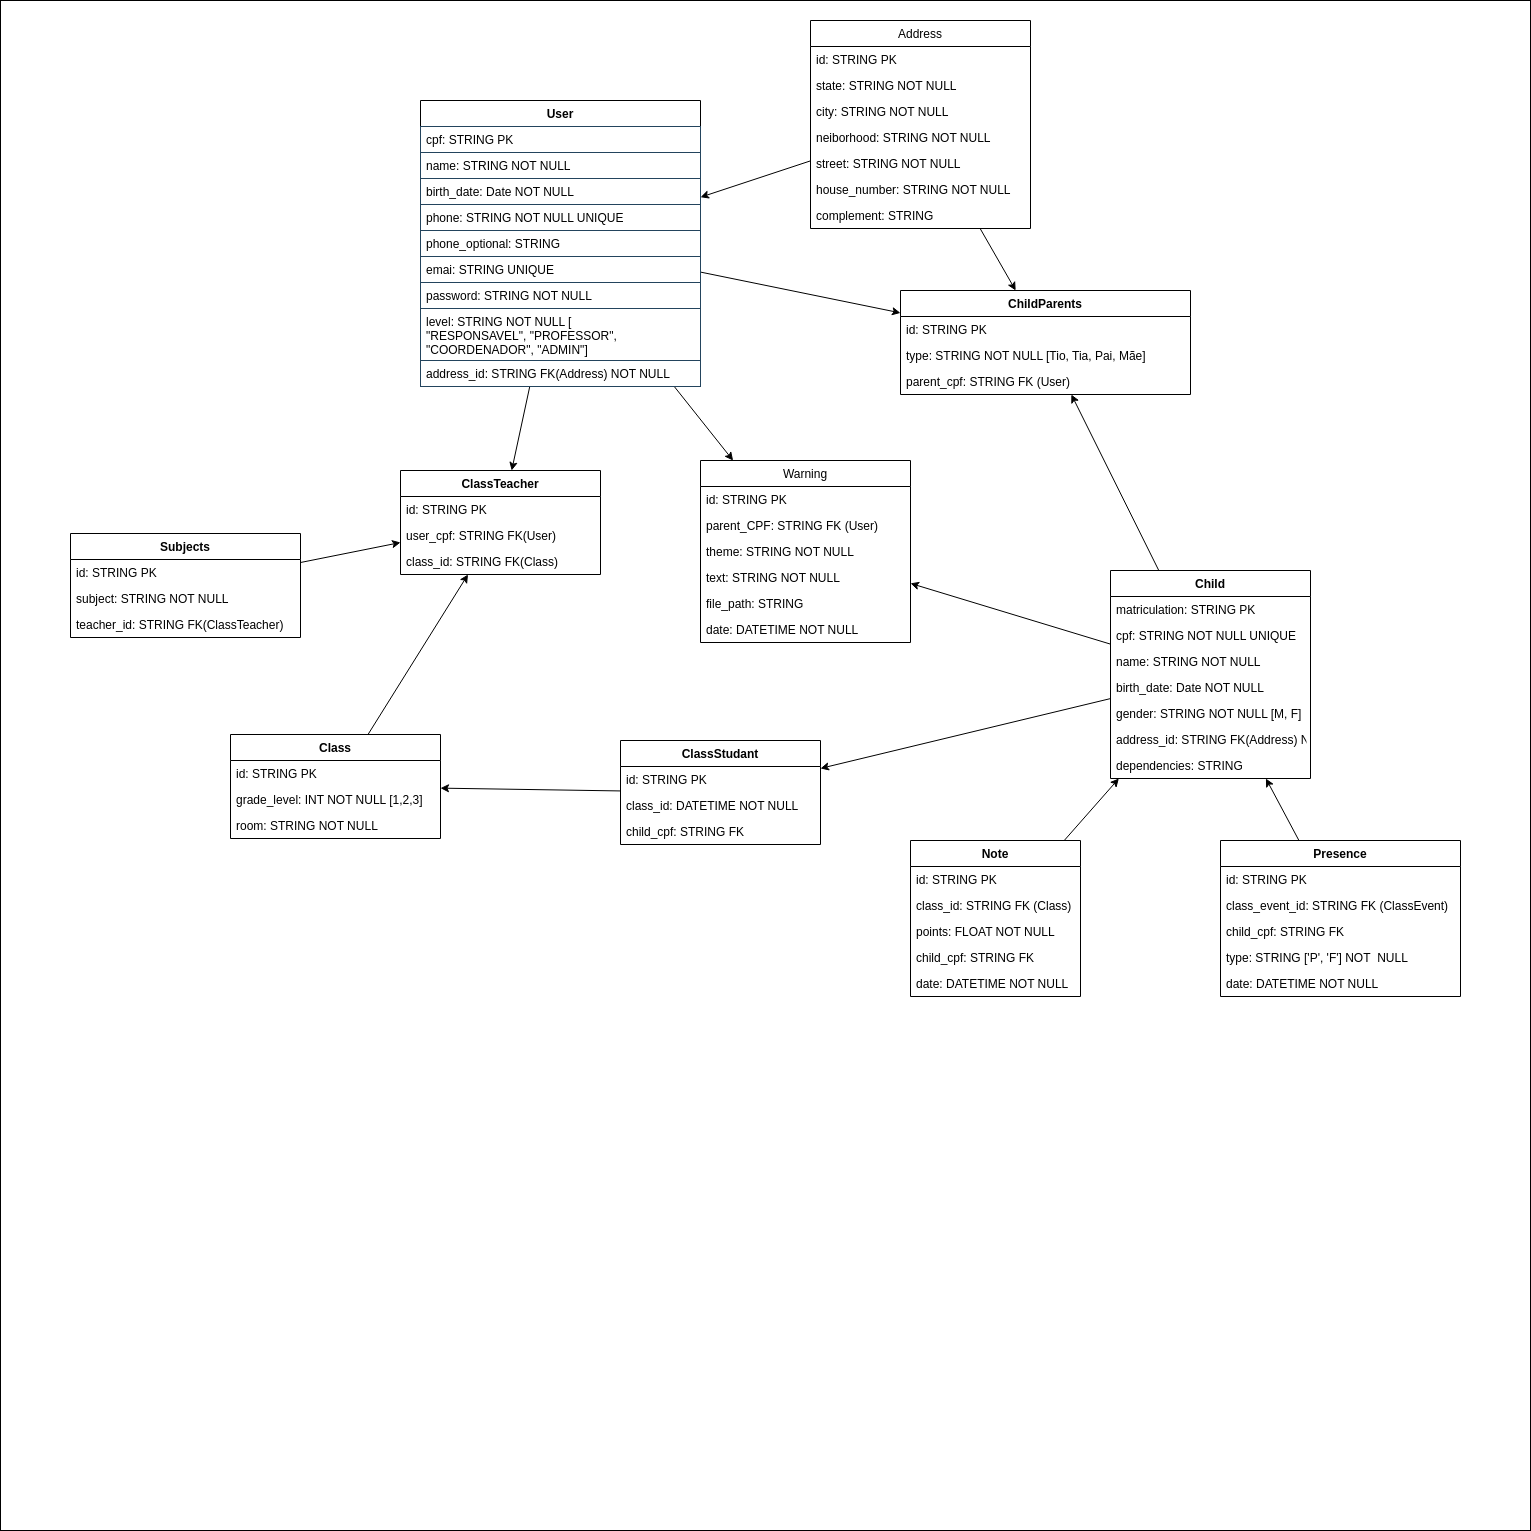 Address
id: STRING PK
state: STRING NOT NULL
city: STRING NOT NULL
neiborhood: STRING NOT NULL
street: STRING NOT NULL
house_number: STRING NOT NULL
complement: STRING
User
cpf: STRING PK
name: STRING NOT NULL
birth_date: Date NOT NULL
phone: STRING NOT NULL UNIQUE
phone_optional: STRING
emai: STRING UNIQUE
password: STRING NOT NULL
level: STRING NOT NULL [
"RESPONSAVEL", "PROFESSOR",
"COORDENADOR", "ADMIN"]
address_id: STRING FK(Address) NOT NULL
ChildParents
id: STRING PK
type: STRING NOT NULL [Tio, Tia, Pai, Mãe]
parent_cpf: STRING FK (User)
ClassTeacher
id: STRING PK
user_cpf: STRING FK(User)
class_id: STRING FK(Class)
Warning
id: STRING PK
parent_CPF: STRING FK (User)
theme: STRING NOT NULL
text: STRING NOT NULL
file_path: STRING
date: DATETIME NOT NULL
Subjects
id: STRING PK
subject: STRING NOT NULL
teacher_id: STRING FK(ClassTeacher)
Child
matriculation: STRING PK
cpf: STRING NOT NULL UNIQUE
name: STRING NOT NULL
birth_date: Date NOT NULL
gender: STRING NOT NULL [M, F]
address_id: STRING FK(Address)
dependencies: STRING
Class
id: STRING PK
grade_level: INT NOT NULL [1,2,3]
room: STRING NOT NULL
ClassStudant
id: STRING PK
class_id: DATETIME NOT NULL
child_cpf: STRING FK
Note
id: STRING PK
class_id: STRING FK (Class)
points: FLOAT NOT NULL
child_cpf: STRING FK
date: DATETIME NOT NULL
Presence
id: STRING PK
class_event_id: STRING FK (ClassEvent)
child_cpf: STRING FK
type: STRING ['P', 'F'] NOT  NULL
date: DATETIME NOT NULL